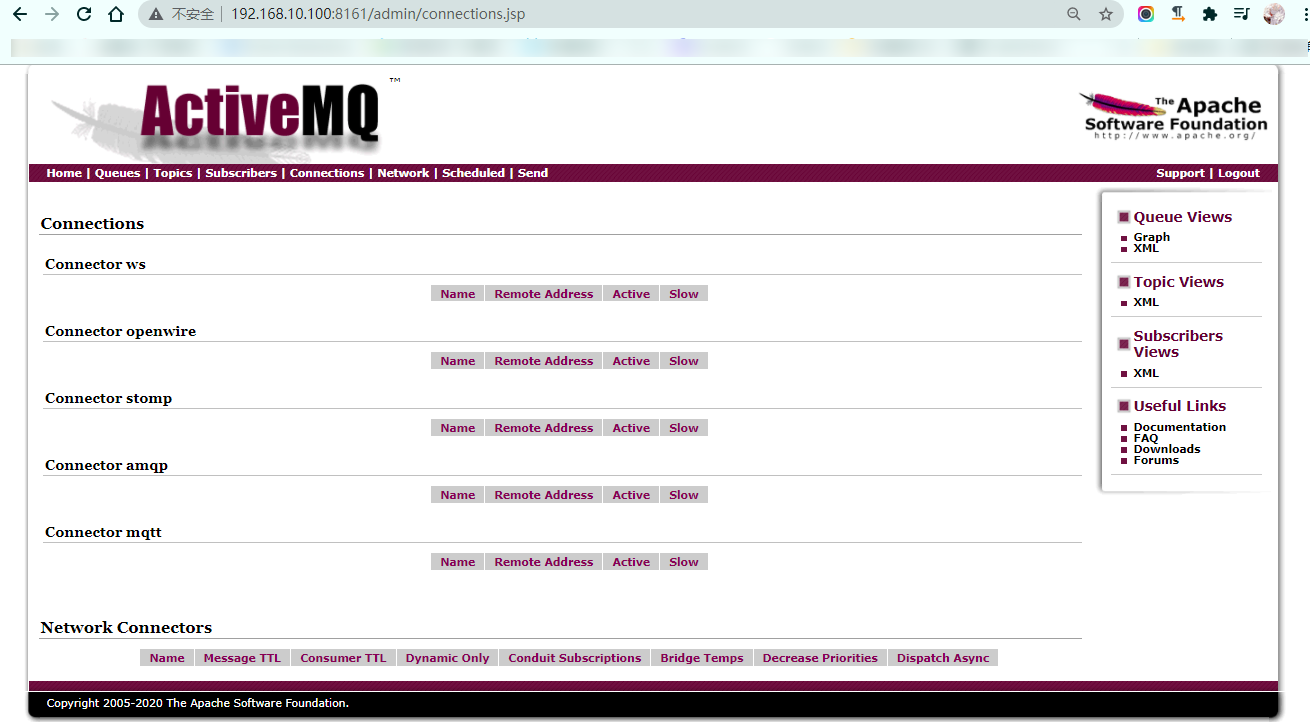 不安全 | 192.168.10.100:8161/admin/connections.jsp
ActiveMQ™
The Apache
Software Foundation
http://www.apache.org/
Home | Queues | Topics | Subscribers | Connections | Network | Scheduled | Send
Support | Logout
Connections
Connector ws
Name Remote Address Active Slow
Connector openwire
Name Remote Address Active Slow
Connector stomp
Name Remote Address Active Slow
Connector amqp
Name Remote Address Active Slow
Connector mqtt
Name Remote Address Active Slow
Network Connectors
Name Message TTL Consumer TTL Dynamic Only Conduit Subscriptions Bridge Temps Decrease Priorities Dispatch Async
Queue Views
Graph
XML
Topic Views
XML
Subscribers
Views
XML
Useful Links
Documentation
FAQ
Downloads
Forums
Copyright 2005-2020 The Apache Software Foundation.